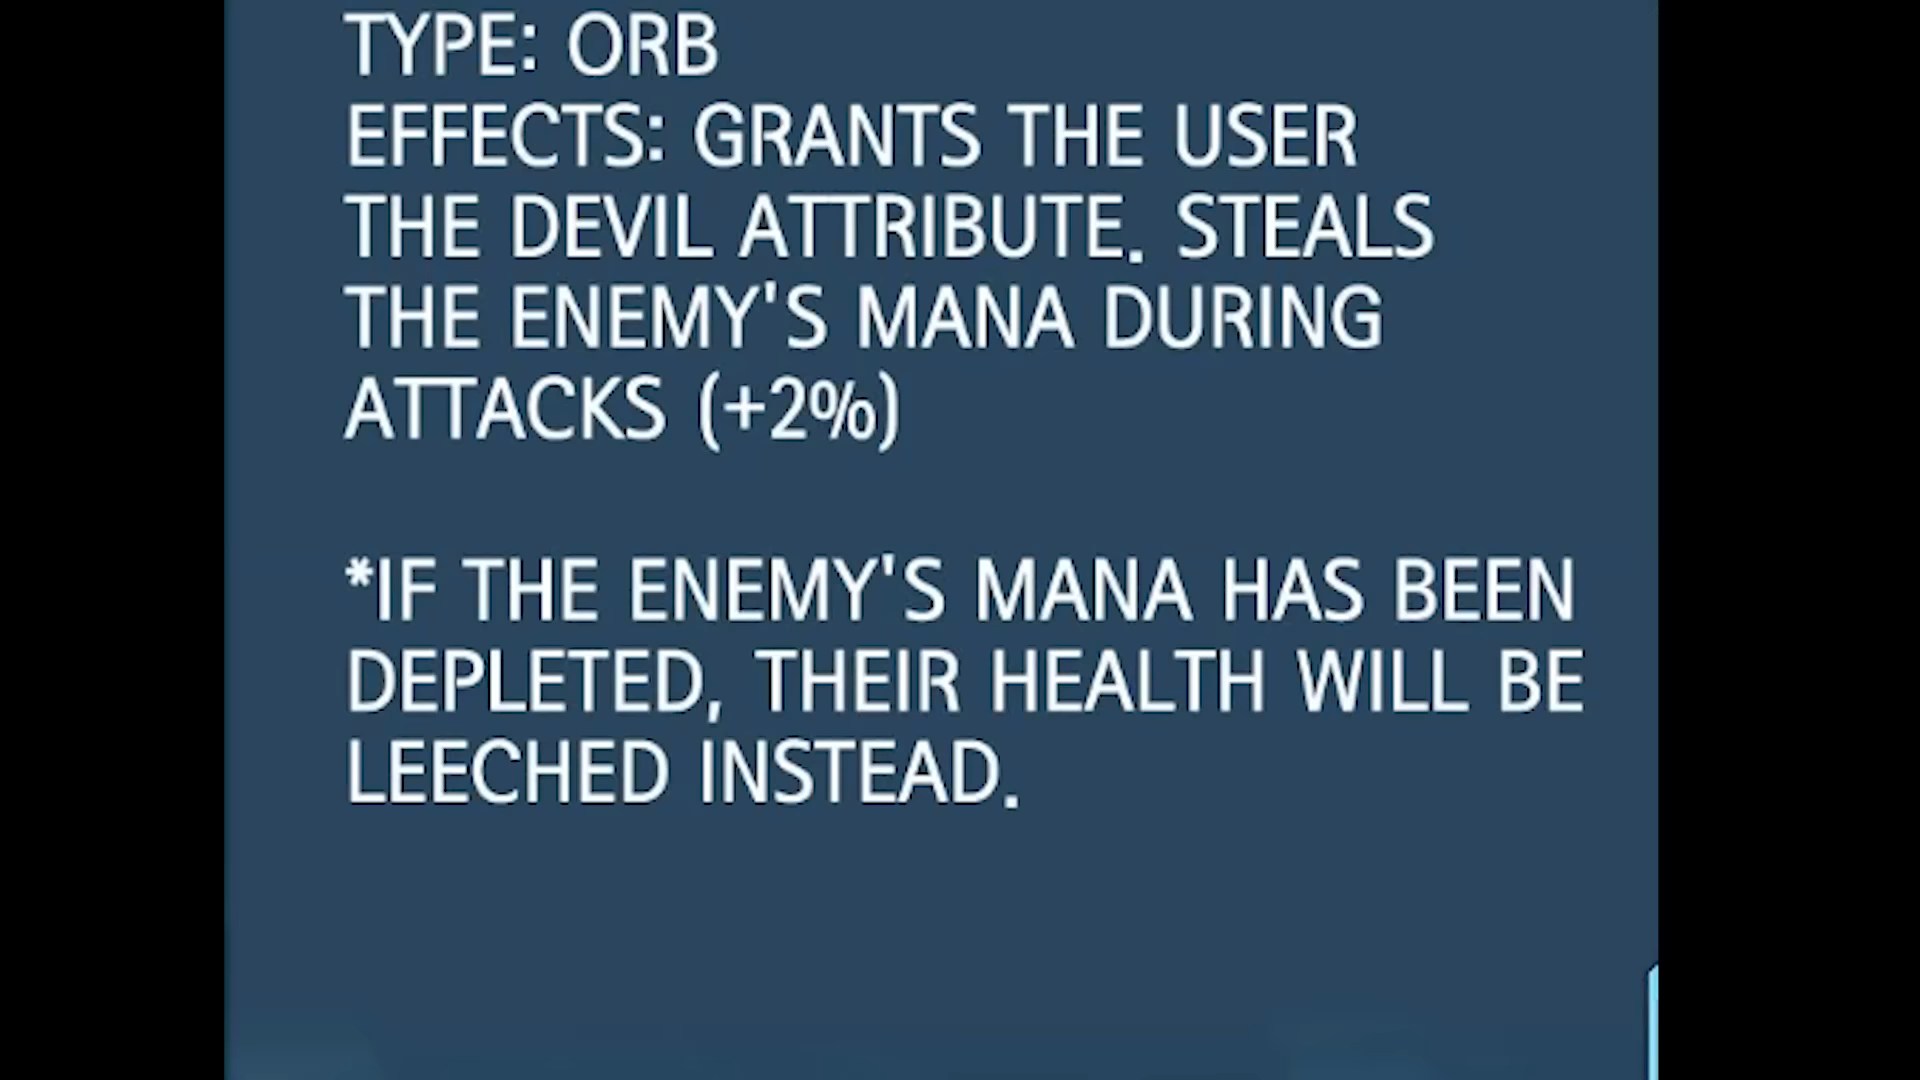 TYPE: ORB
EFFECTS: GRANTS THE USER
THE DEVIL ATTRIBUTE. STEALS
THE ENEMY'S MANA DURING
ATTACKS (+2%)
*IF THE ENEMY'S MANA HAS BEEN
DEPLETED, THEIR HEALTH WILL BE
LEECHED INSTEAD.